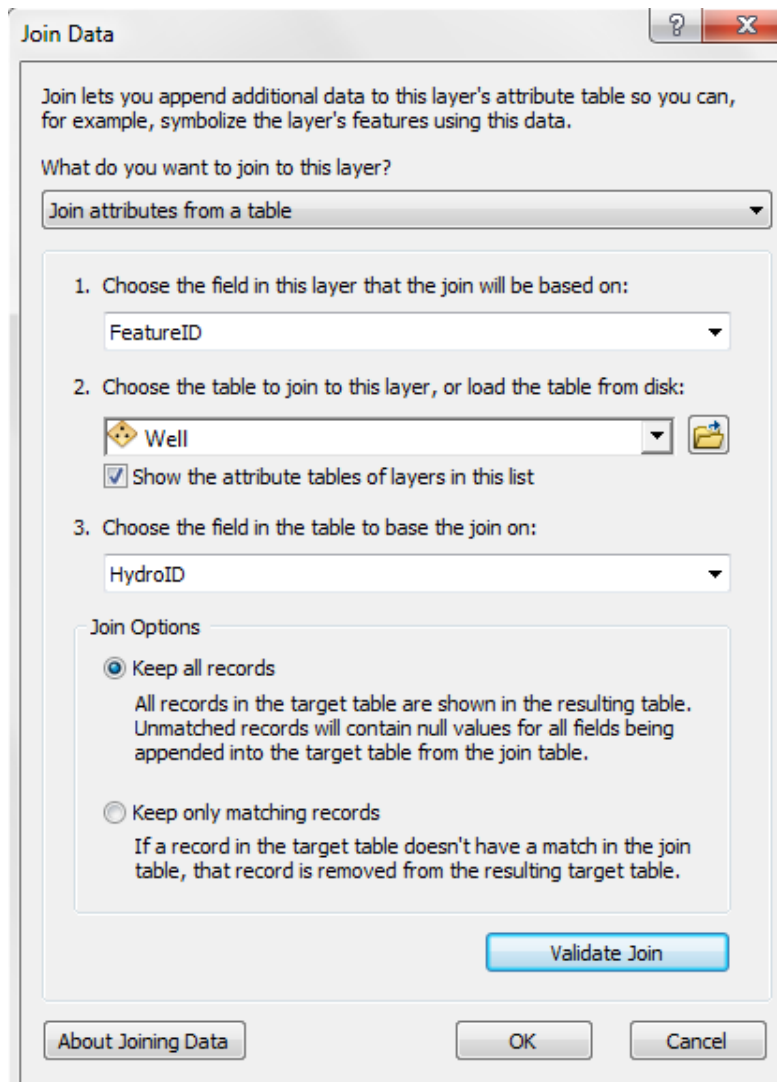 Join Data
?
Join lets you append additional data to this layer's attribute table so you can,
for example, symbolize the layer's features using this data.
What do you want to join to this layer?
Join attributes from a table
1. Choose the field in this layer that the join will be based on:
FeatureID
2. Choose the table to join to this layer, or load the table from disk:
Well
Show the attribute tables of layers in this list
3. Choose the field in the table to base the join on:
HydroID
Join Options
Keep all records
All records in the target table are shown in the resulting table.
Unmatched records will contain null values for all fields being
appended into the target table from the join table.
Keep only matching records
If a record in the target table doesn't have a match in the join
table, that record is removed from the resulting target table.
Validate Join
About Joining Data
OK
Cancel